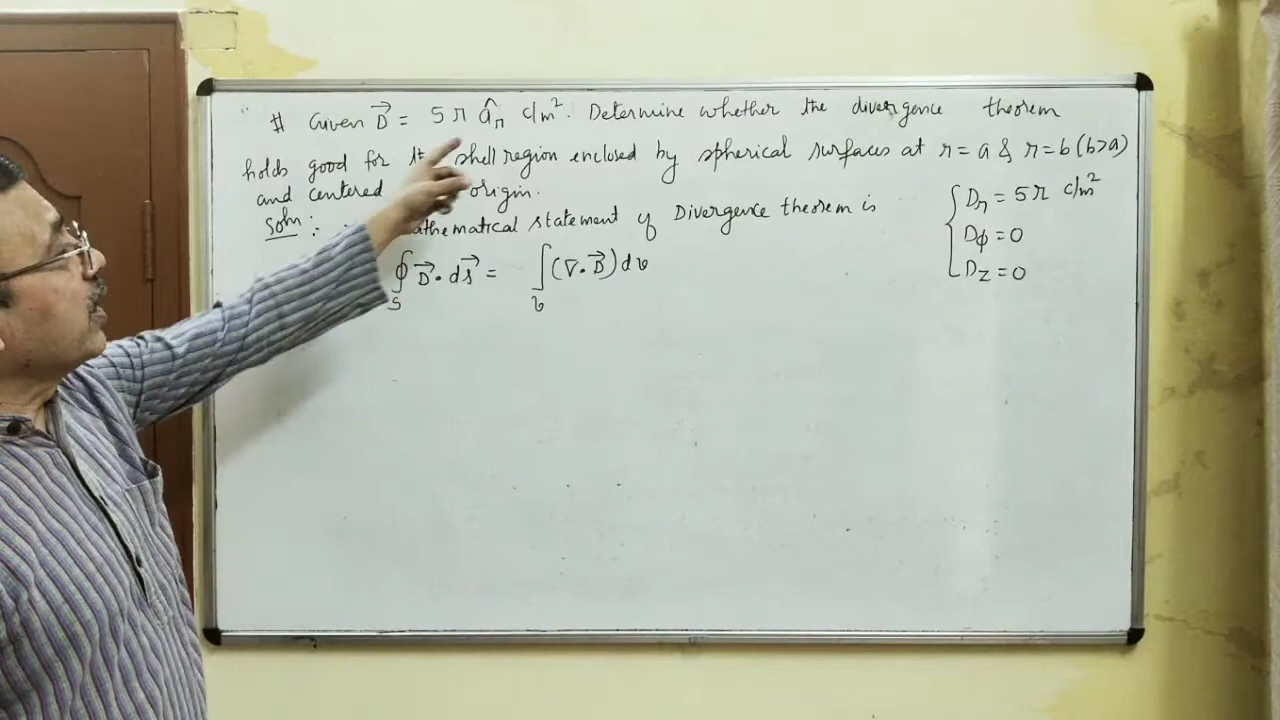 # Given D⃗ = 5r âr c/m². Determine whether the divergence theorem
holds good for shell region enclosed by spherical surfaces at r = a & r = b (b>a)
and centered origin.
Soln: athematical statement of Divergence theorem is
∮S D⃗. ds⃗ = ∫v (∇. D⃗) dv
Dr = 5r c/m²
Dφ = 0
Dz = 0